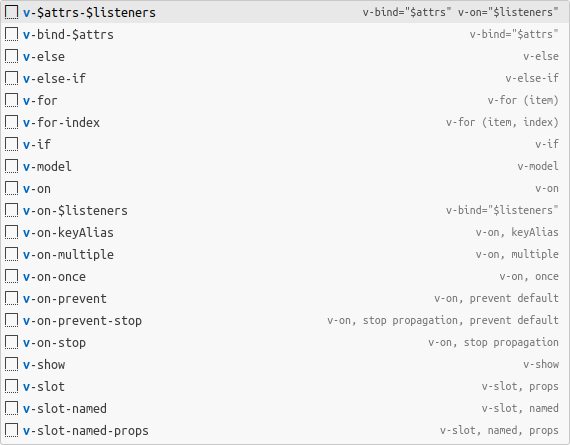 v-$attrs-$listeners v-bind="$attrs" v-on="$listeners"
v-bind-$attrs v-bind="$attrs"
v-else v-else
v-else-if v-else-if
v-for v-for (item)
v-for-index v-for (item, index)
v-if v-if
v-model v-model
v-on v-on
v-on-$listeners v-bind="$listeners"
v-on-keyAlias v-on, keyAlias
v-on-multiple v-on, multiple
v-on-once v-on, once
v-on-prevent v-on, prevent default
v-on-prevent-stop v-on, stop propagation, prevent default
v-on-stop v-on, stop propagation
v-show v-show
v-slot v-slot, props
v-slot-named v-slot, named
v-slot-named-props v-slot, named, props